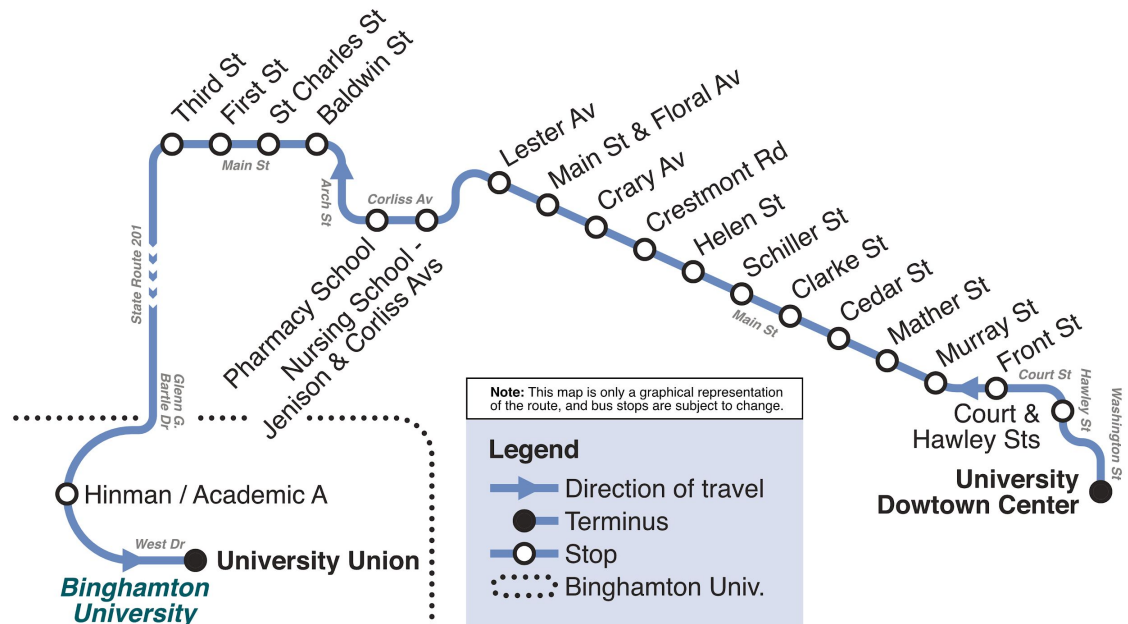 Third St
First St
St Charles St
Baldwin St
Main St
Arch St
Corliss Av
Pharmacy School
Nursing School -
Jenison & Corliss Avs
Lester Av
Main St & Floral Av
Crary Av
Crestmont Rd
Helen St
Schiller St
Clarke St
Cedar St
Mather St
Murray St
Front St
Main St
Court St
Hawley St
Washington St
Court &
Hawley Sts
University
Dowtown Center
State Route 201
Glenn G.
Bartle Dr
Hinman / Academic A
West Dr
University Union
Binghamton
University
Note: This map is only a graphical representation
of the route, and bus stops are subject to change.
Legend
Direction of travel
Terminus
Stop
Binghamton Univ.